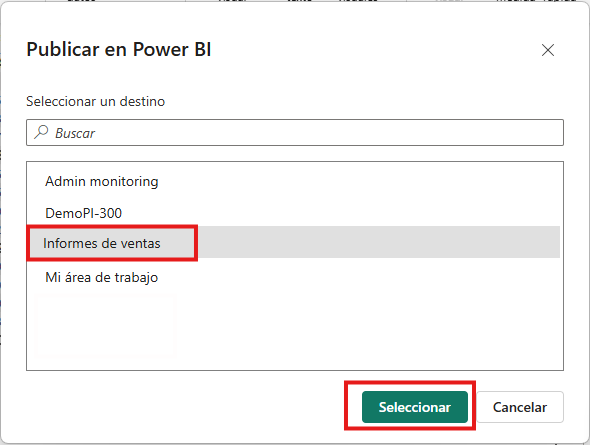 Publicar en Power BI
Seleccionar un destino
Buscar
Admin monitoring
DemoPI-300
Informes de ventas
Mi área de trabajo
Seleccionar
Cancelar